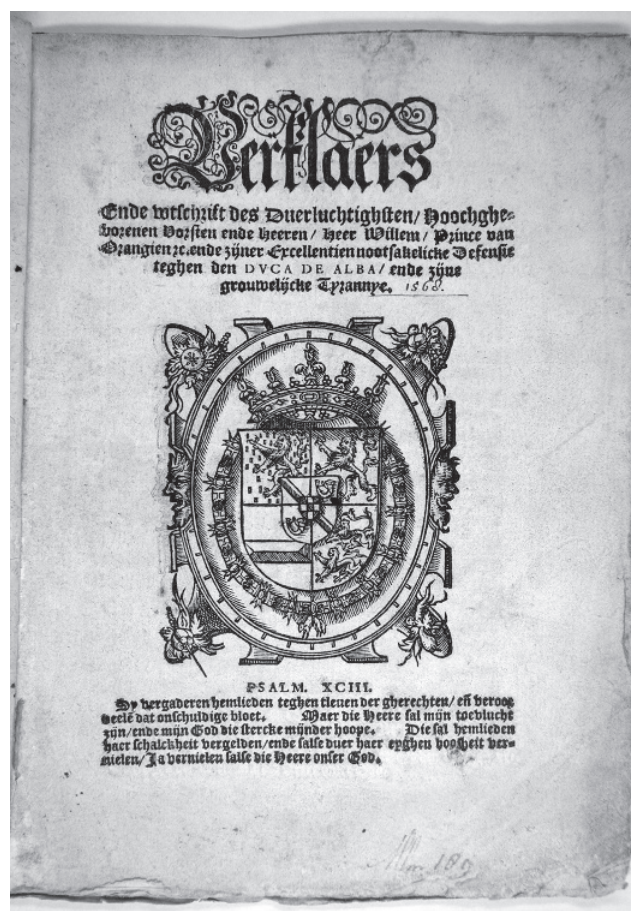 Verklaers
Ende wtschrift des Duerluchtighsten/ Hoochghe-
borenen Vorsten ende Heeren/ Heer Willem/ Prince van
Orangien ꝛc. ende zijner Excellentien nootsakelicke Defensie
teghen den DVCA DE ALBA/ ende zijne
grouwelijcke Tyrannye. 1568.
PSALM. XCIII.
Sy vergaderen hemlieden teghen tleuen der gherechten/ eñ veroor
deelē dat onschuldige bloet. Maer die Heere sal mijn toevlucht
zijn/ende mijn God die stercke mijnder hoope. Die sal hemlieden
haer schalckheit vergelden/ende salse duer haer eyghen boosheit ver-
nielen/ Ja vernielen salse die Heere onser God.